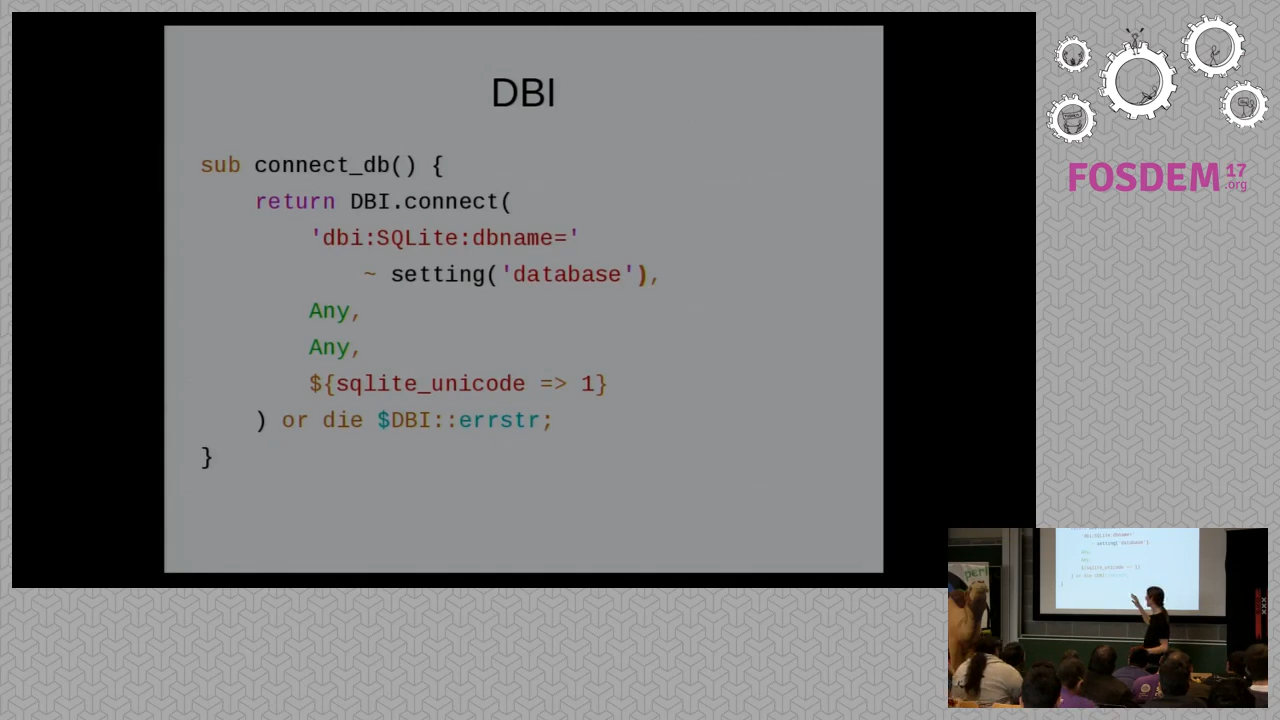 DBI
sub connect_db() {
    return DBI.connect(
        'dbi:SQLite:dbname='
            ~ setting('database'),
        Any,
        Any,
        ${sqlite_unicode => 1}
    ) or die $DBI::errstr;
}
FOSDEM 17
.org
perl